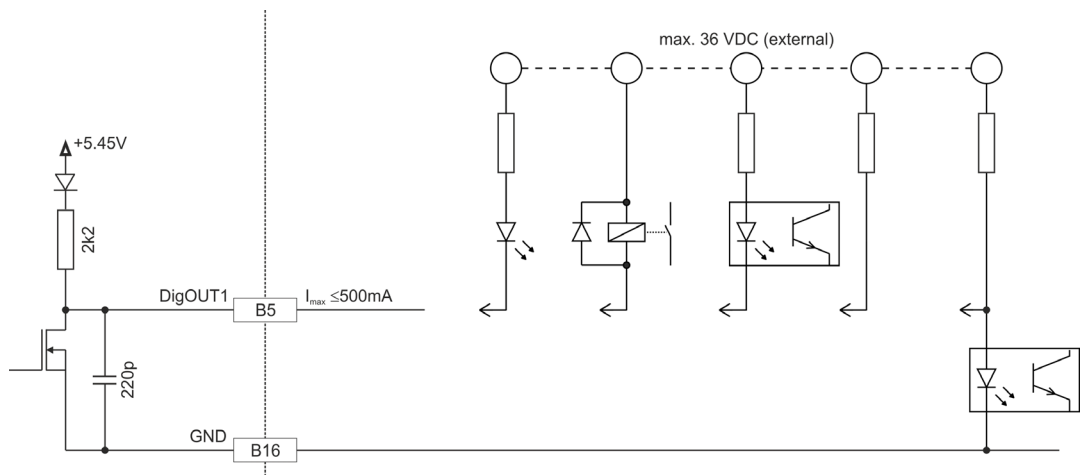 max. 36 VDC (external)
+5.45V
2k2
DigOUT1
B5
Imax ≤500mA
220p
GND
B16